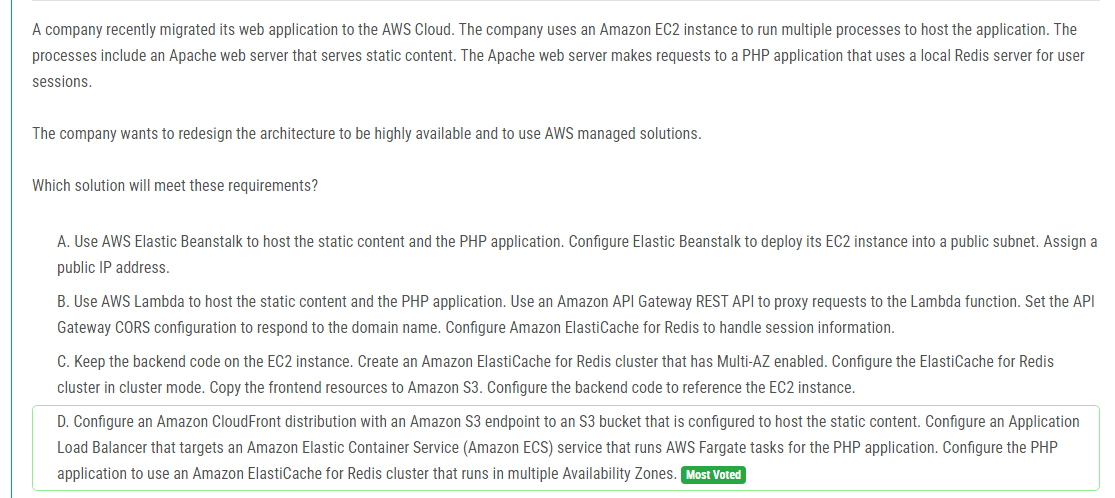 A company recently migrated its web application to the AWS Cloud. The company uses an Amazon EC2 instance to run multiple processes to host the application. The
processes include an Apache web server that serves static content. The Apache web server makes requests to a PHP application that uses a local Redis server for user
sessions.
The company wants to redesign the architecture to be highly available and to use AWS managed solutions.
Which solution will meet these requirements?
A. Use AWS Elastic Beanstalk to host the static content and the PHP application. Configure Elastic Beanstalk to deploy its EC2 instance into a public subnet. Assign a
public IP address.
B. Use AWS Lambda to host the static content and the PHP application. Use an Amazon API Gateway REST API to proxy requests to the Lambda function. Set the API
Gateway CORS configuration to respond to the domain name. Configure Amazon ElastiCache for Redis to handle session information.
C. Keep the backend code on the EC2 instance. Create an Amazon ElastiCache for Redis cluster that has Multi-AZ enabled. Configure the ElastiCache for Redis
cluster in cluster mode. Copy the frontend resources to Amazon S3. Configure the backend code to reference the EC2 instance.
D. Configure an Amazon CloudFront distribution with an Amazon S3 endpoint to an S3 bucket that is configured to host the static content. Configure an Application
Load Balancer that targets an Amazon Elastic Container Service (Amazon ECS) service that runs AWS Fargate tasks for the PHP application. Configure the PHP
application to use an Amazon ElastiCache for Redis cluster that runs in multiple Availability Zones. Most Voted